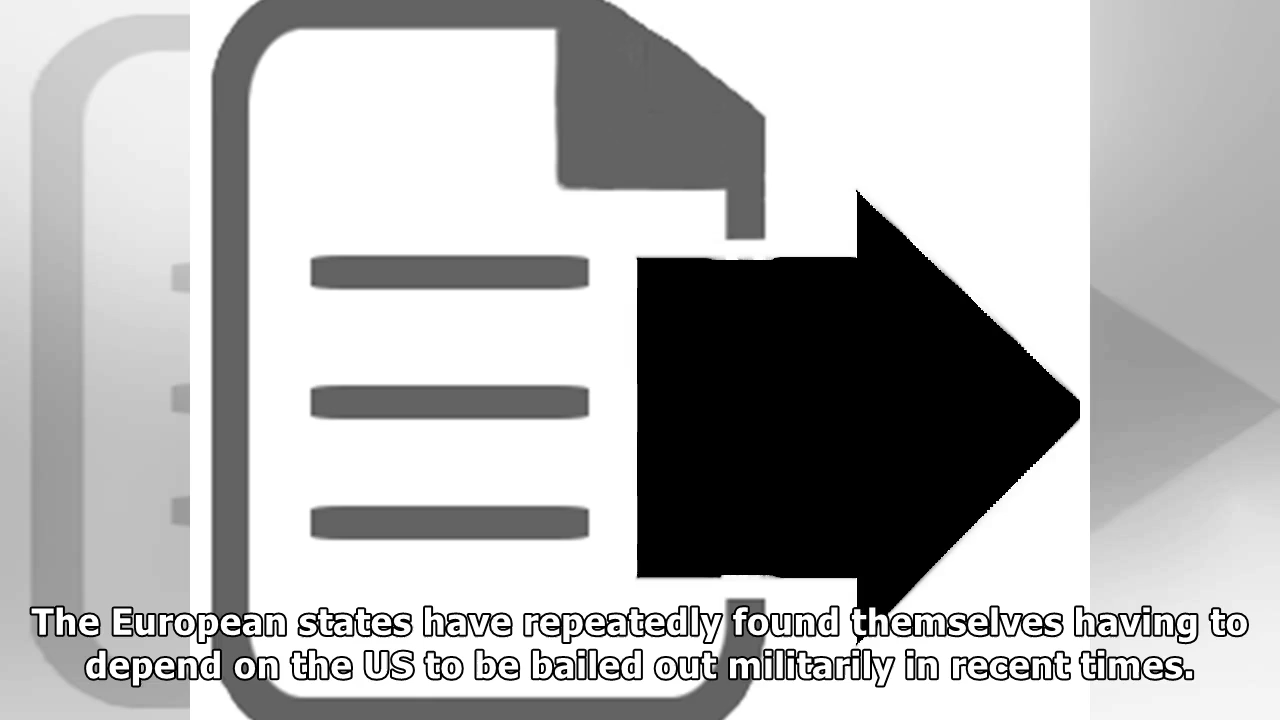 The European states have repeatedly found themselves having to
depend on the US to be bailed out militarily in recent times.